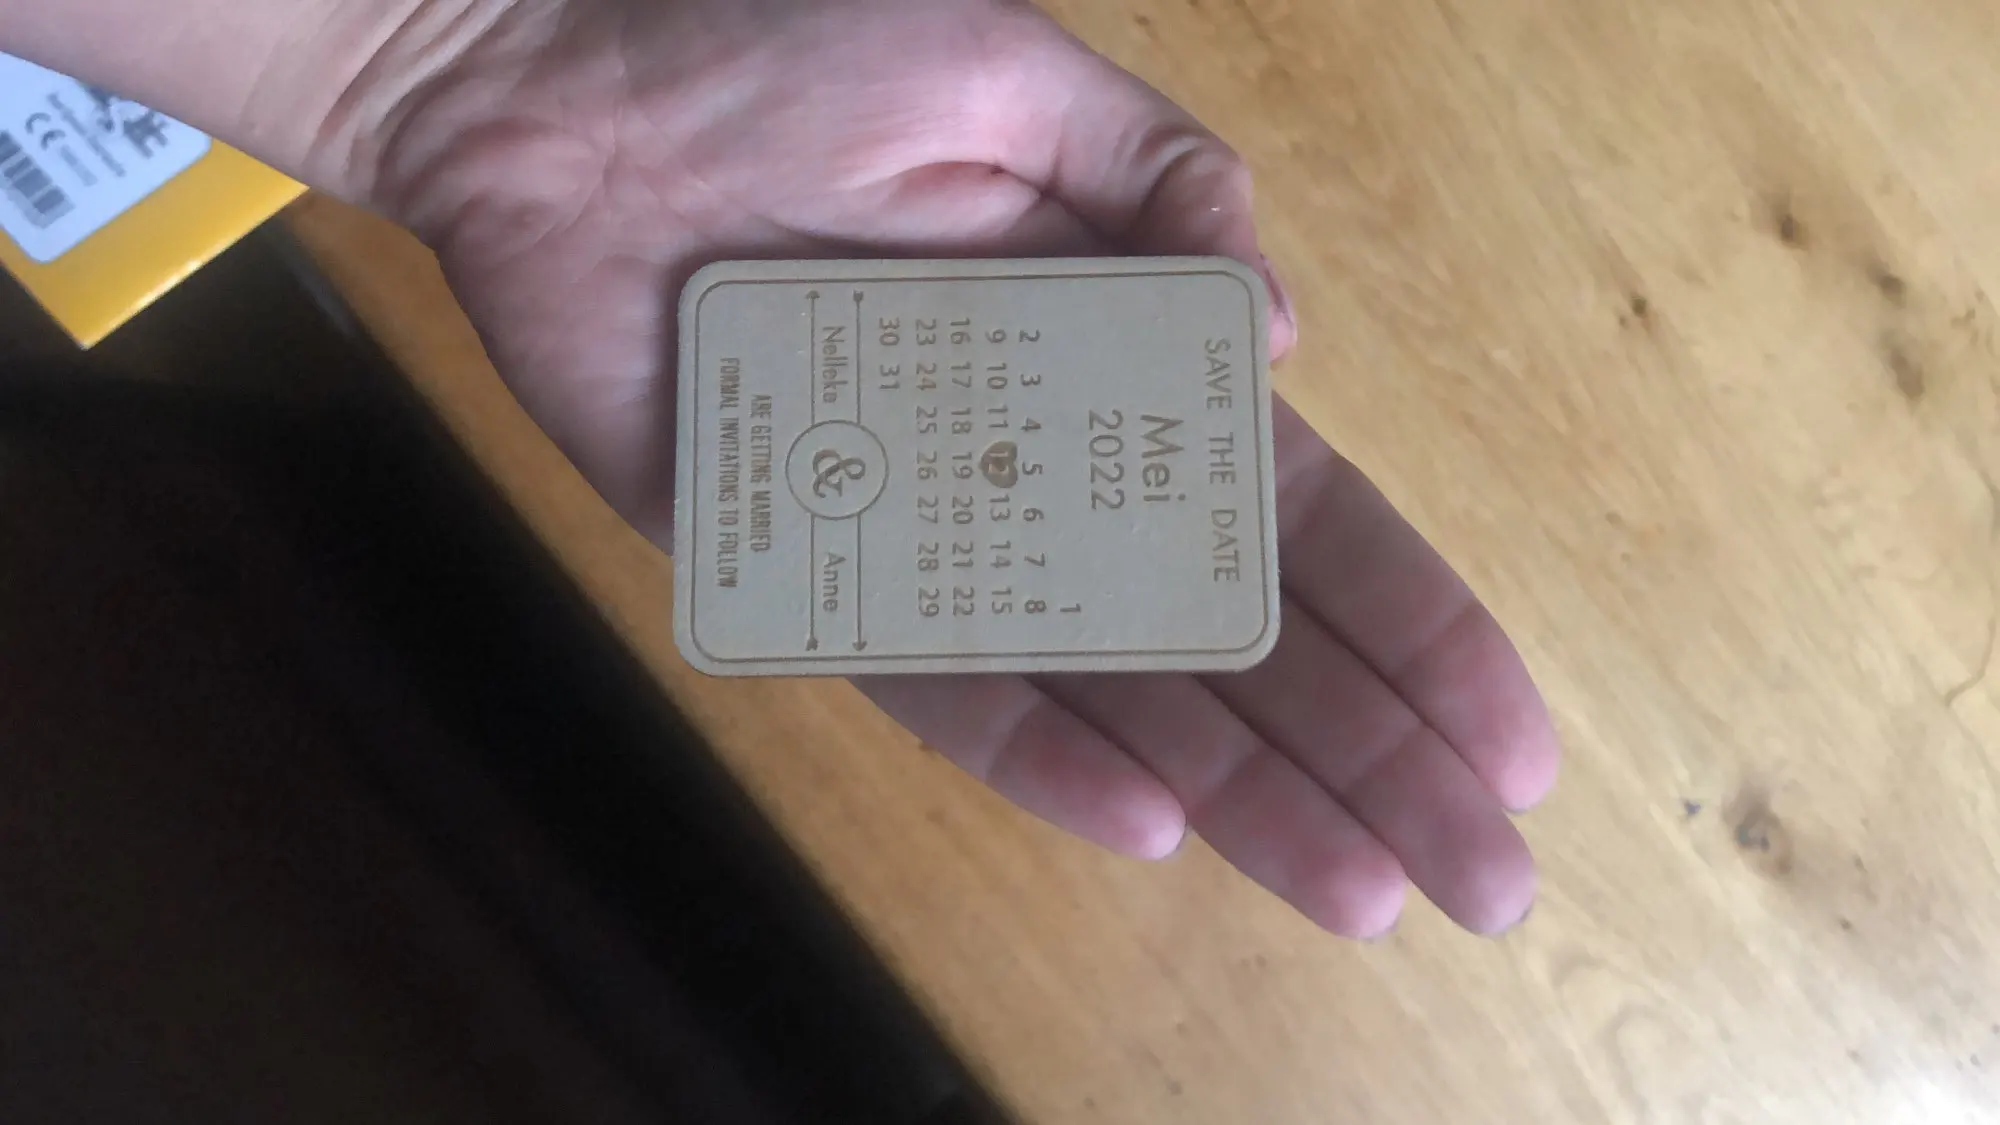 SAVE THE DATE
Mei
2022
1
2 3 4 5 6 7 8
9 10 11 12 13 14 15
16 17 18 19 20 21 22
23 24 25 26 27 28 29
30 31
Nelleke & Anne
ARE GETTING MARRIED
FORMAL INVITATIONS TO FOLLOW